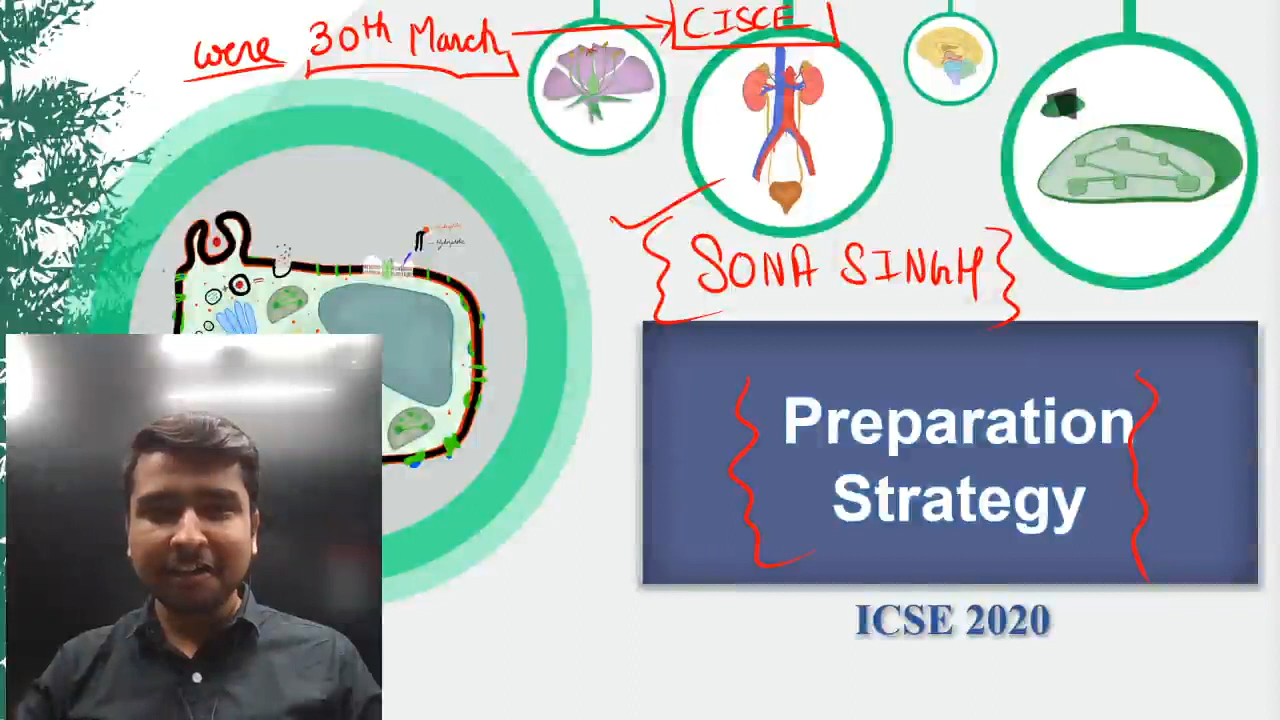 were 30th March CISCE
SONA SINGH
Preparation
Strategy
ICSE 2020